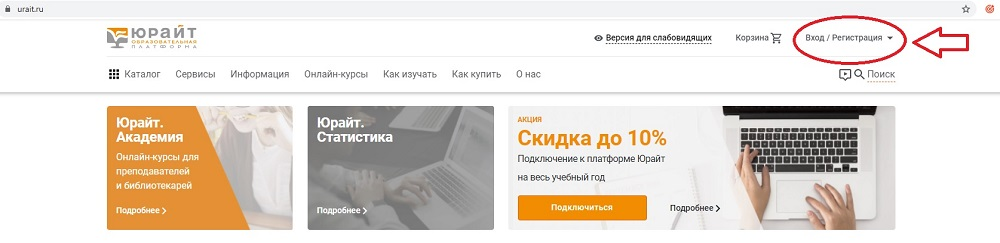 urait.ru
ЮРАЙТ
ОБРАЗОВАТЕЛЬНАЯ
ПЛАТФОРМА
Версия для слабовидящих
Корзина
Вход / Регистрация
Каталог
Сервисы
Информация
Онлайн-курсы
Как изучать
Как купить
О нас
Поиск
Юрайт.
Академия
Онлайн-курсы для
преподавателей
и библиотекарей
Подробнее
Юрайт.
Статистика
Подробнее
АКЦИЯ
Скидка до 10%
Подключение к платформе Юрайт
на весь учебный год
Подключиться
Подробнее